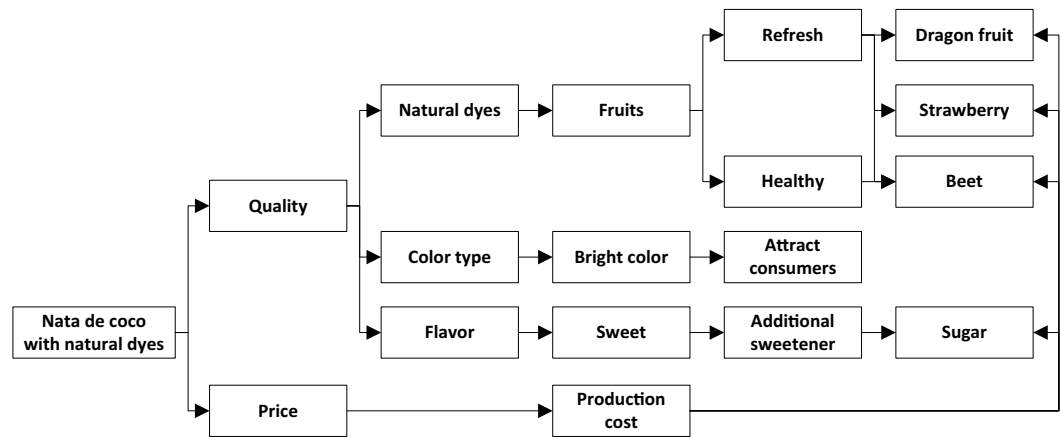 Refresh
Dragon fruit
Natural dyes
Fruits
Strawberry
Quality
Healthy
Beet
Color type
Bright color
Attract
consumers
Nata de coco
with natural dyes
Flavor
Sweet
Additional
sweetener
Sugar
Price
Production
cost